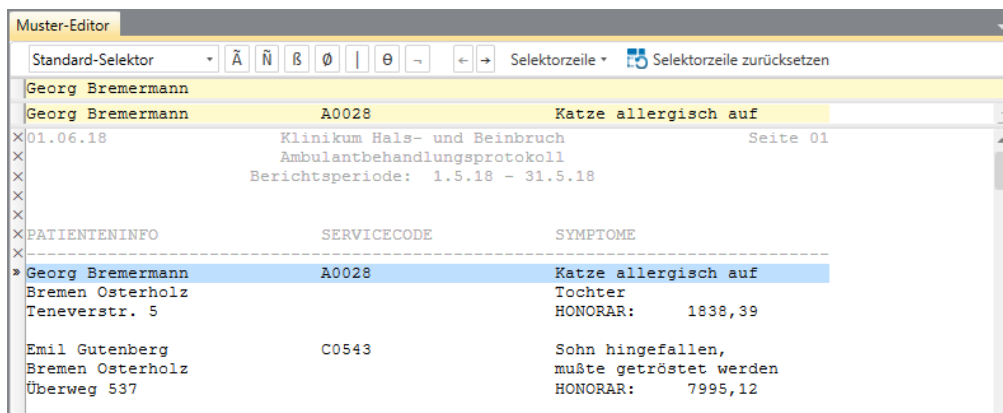 Muster-Editor
Standard-Selektor Ã Ñ ß Ø | θ ¬ ← → Selektorzeile Selektorzeile zurücksetzen
Georg Bremermann
Georg Bremermann A0028 Katze allergisch auf
01.06.18 Klinikum Hals- und Beinbruch Seite 01
Ambulantbehandlungsprotokoll
Berichtsperiode: 1.5.18 - 31.5.18
PATIENTENINFO SERVICECODE SYMPTOME
--------------------------------------------------------------------------------
Georg Bremermann A0028 Katze allergisch auf
Bremen Osterholz Tochter
Teneverstr. 5 HONORAR: 1838,39
Emil Gutenberg C0543 Sohn hingefallen,
Bremen Osterholz mußte getröstet werden
Überweg 537 HONORAR: 7995,12